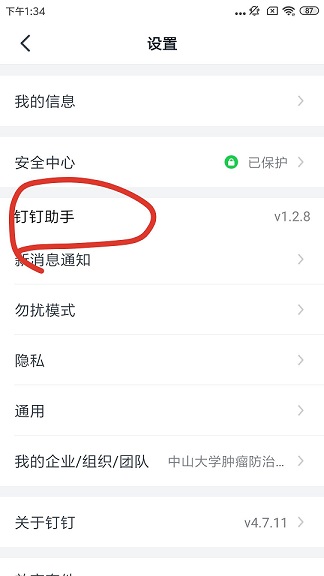 下午1:34
87
设置
我的信息
安全中心 已保护
钉钉助手 v1.2.8
新消息通知
勿扰模式
隐私
通用
我的企业/组织/团队 中山大学肿瘤防治...
关于钉钉 v4.7.11